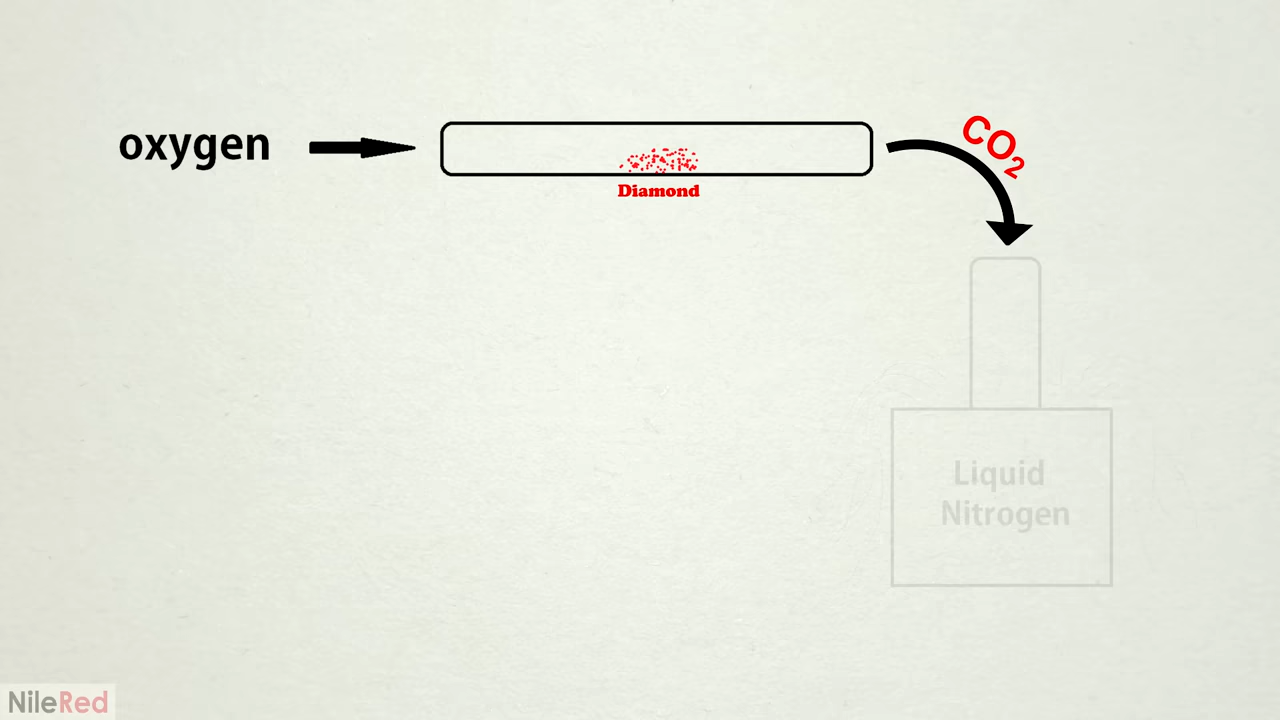 oxygen
CO₂
Diamond
Liquid
Nitrogen
NileRed